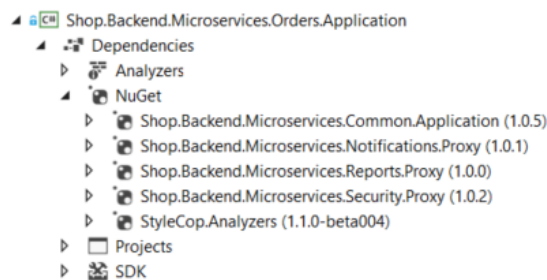 C# Shop.Backend.Microservices.Orders.Application
Dependencies
Analyzers
NuGet
Shop.Backend.Microservices.Common.Application (1.0.5)
Shop.Backend.Microservices.Notifications.Proxy (1.0.1)
Shop.Backend.Microservices.Reports.Proxy (1.0.0)
Shop.Backend.Microservices.Security.Proxy (1.0.2)
StyleCop.Analyzers (1.1.0-beta004)
Projects
SDK